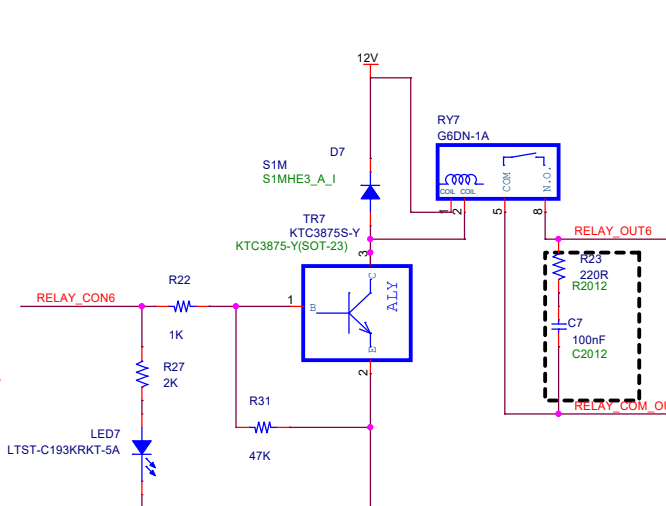 12V
RY7
G6DN-1A
D7
S1M
S1MHE3_A_I
COIL COIL
COM
N.O.
1
2
5
8
TR7
KTC3875S-Y
KTC3875-Y(SOT-23)
3
RELAY_OUT6
R23
220R
R2012
C
ALY
R22
RELAY_CON6
1
B
1K
C7
100nF
C2012
E
2
R27
2K
R31
RELAY_COM_OU
LED7
LTST-C193KRKT-5A
47K